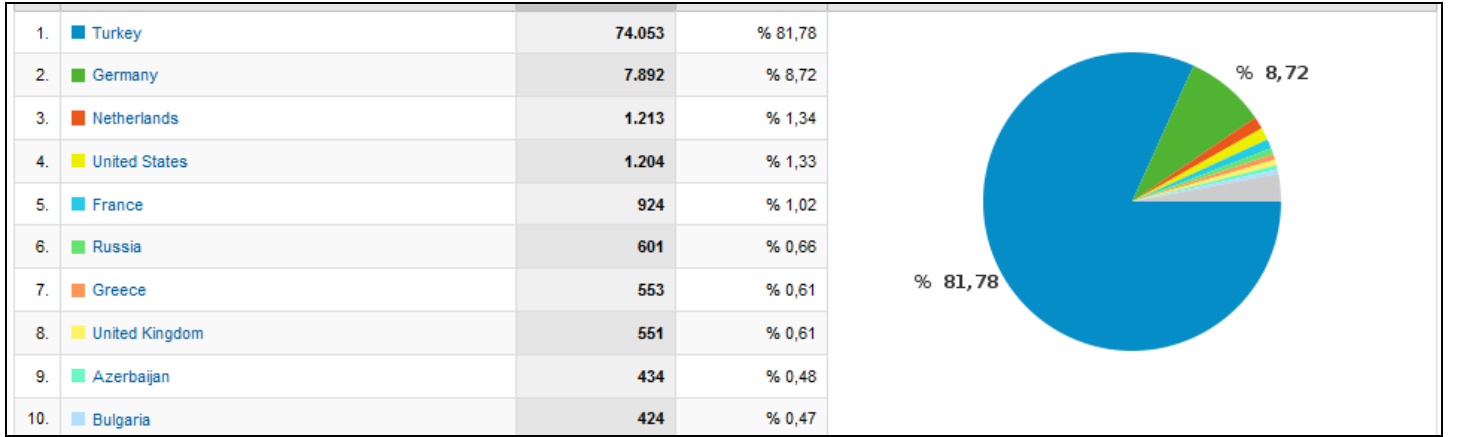 1. Turkey 74.053 % 81,78
2. Germany 7.892 % 8,72
3. Netherlands 1.213 % 1,34
4. United States 1.204 % 1,33
5. France 924 % 1,02
6. Russia 601 % 0,66
7. Greece 553 % 0,61
8. United Kingdom 551 % 0,61
9. Azerbaijan 434 % 0,48
10. Bulgaria 424 % 0,47
% 8,72
% 81,78